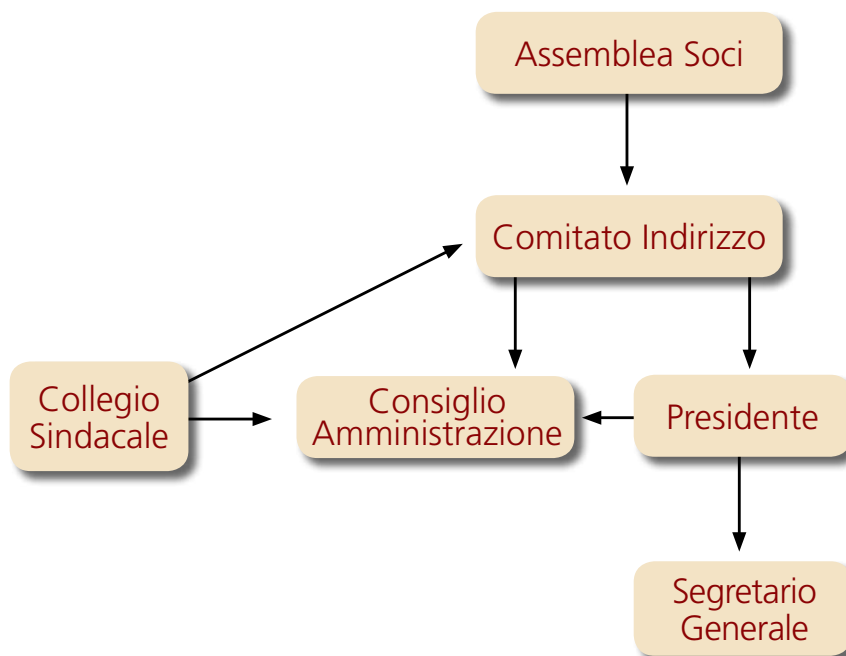 Assemblea Soci
Comitato Indirizzo
Collegio
Sindacale
Consiglio
Amministrazione
Presidente
Segretario
Generale